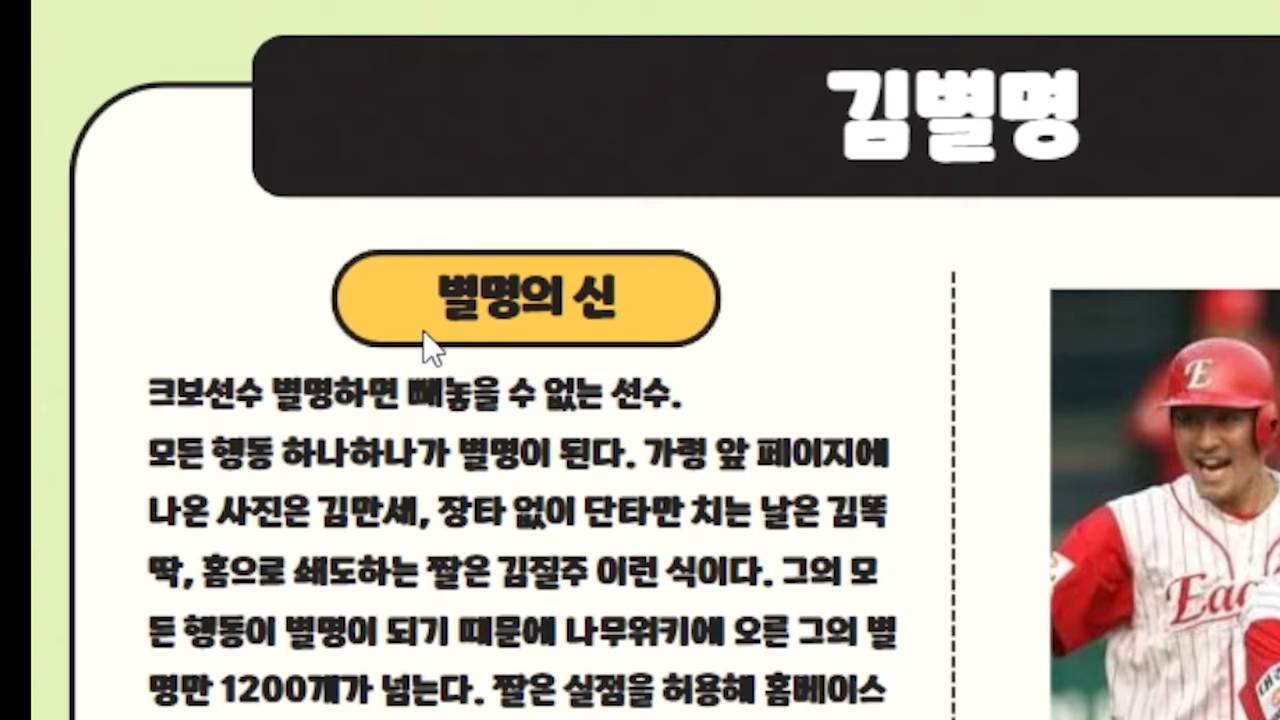 김별명
별명의 신
크보선수 별명하면 빼놓을 수 없는 선수.
모든 행동 하나하나가 별명이 된다. 가령 앞 페이지에
나온 사진은 김만세, 장타 없이 단타만 치는 날은 김똑
딱, 홈으로 쇄도하는 짤은 김질주 이런 식이다. 그의 모
든 행동이 별명이 되기 때문에 나무위키에 오른 그의 별
명만 1200개가 넘는다. 짤은 실점을 허용해 홈베이스
E
Eag